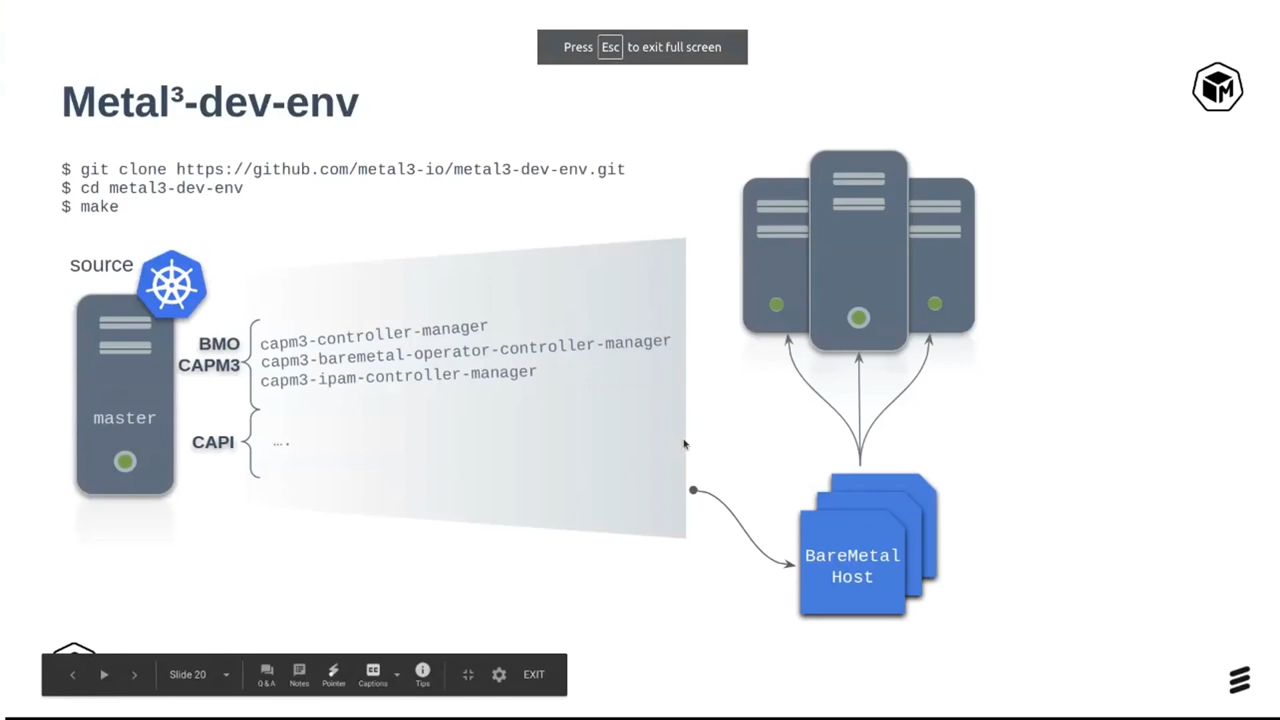 Press Esc to exit full screen
Metal³-dev-env
$ git clone https://github.com/metal3-io/metal3-dev-env.git
$ cd metal3-dev-env
$ make
source
master
BMO
CAPM3
capm3-controller-manager
capm3-baremetal-operator-controller-manager
capm3-ipam-controller-manager
CAPI
....
BareMetal
Host
M
Slide 20
Q & A
Notes
Pointer
Captions
Tips
EXIT